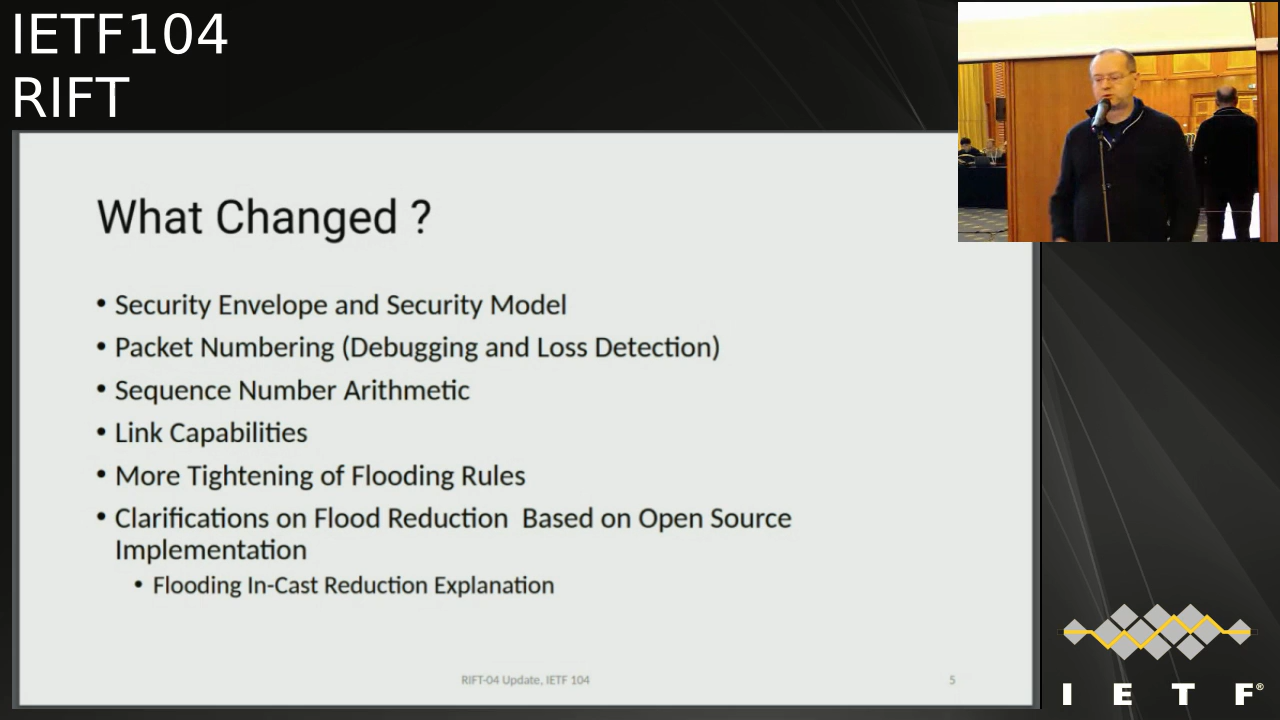 IETF104
RIFT
What Changed ?
• Security Envelope and Security Model
• Packet Numbering (Debugging and Loss Detection)
• Sequence Number Arithmetic
• Link Capabilities
• More Tightening of Flooding Rules
• Clarifications on Flood Reduction  Based on Open Source
Implementation
• Flooding In-Cast Reduction Explanation
RIFT-04 Update, IETF 104
5
I E T F®